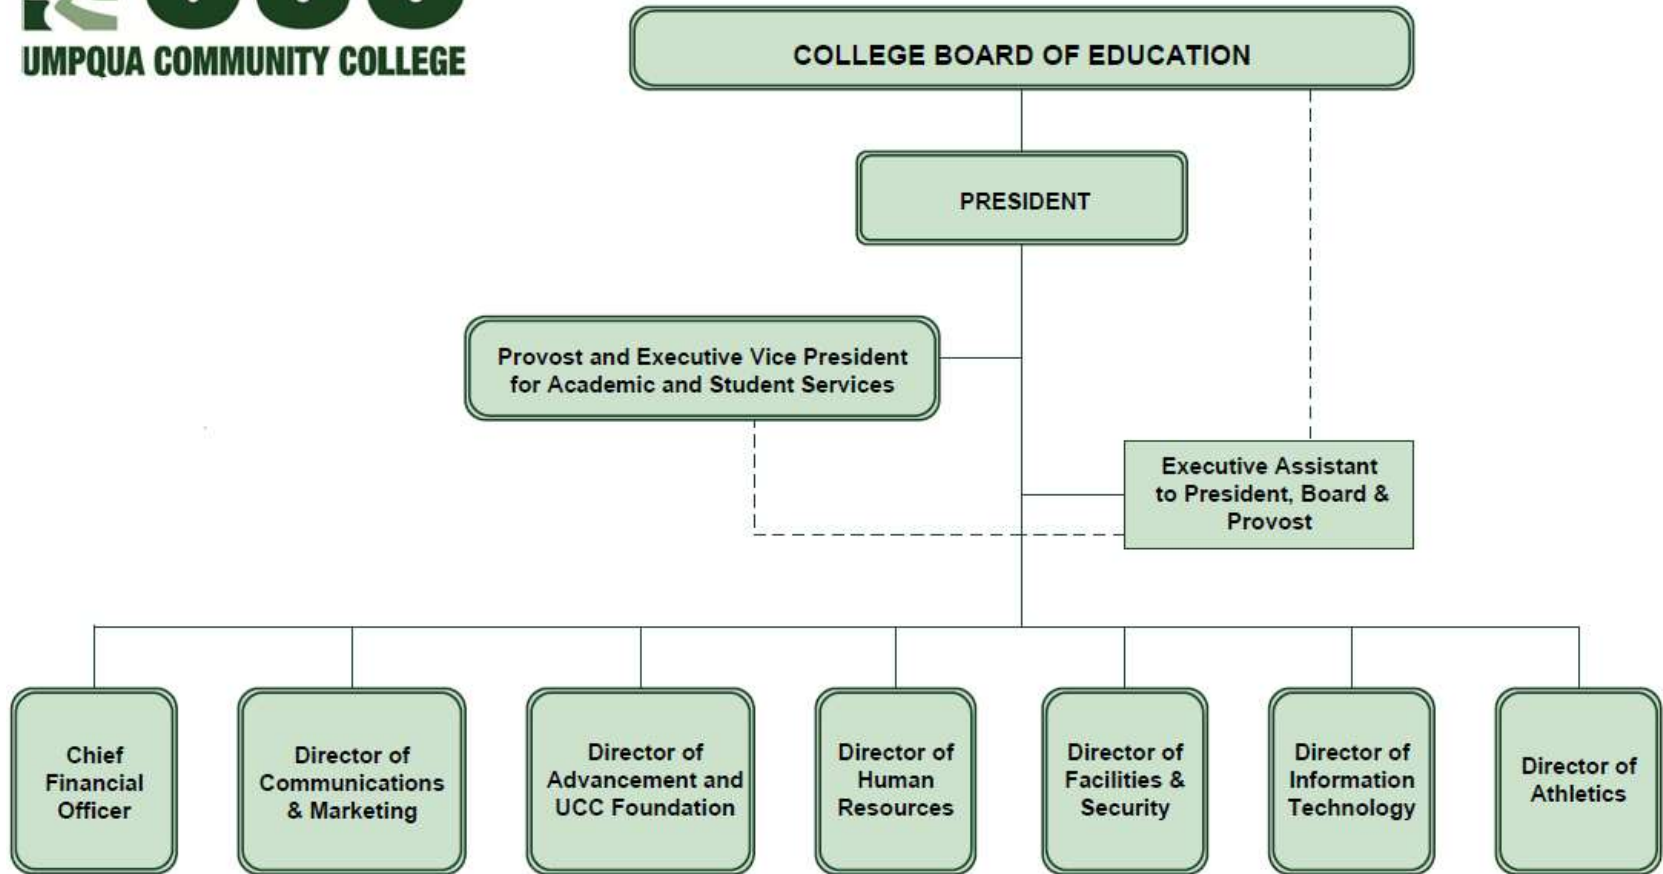 UMPQUA COMMUNITY COLLEGE
COLLEGE BOARD OF EDUCATION
PRESIDENT
Provost and Executive Vice President
for Academic and Student Services
Executive Assistant
to President, Board &
Provost
Chief
Financial
Officer
Director of
Communications
& Marketing
Director of
Advancement and
UCC Foundation
Director of
Human
Resources
Director of
Facilities &
Security
Director of
Information
Technology
Director of
Athletics